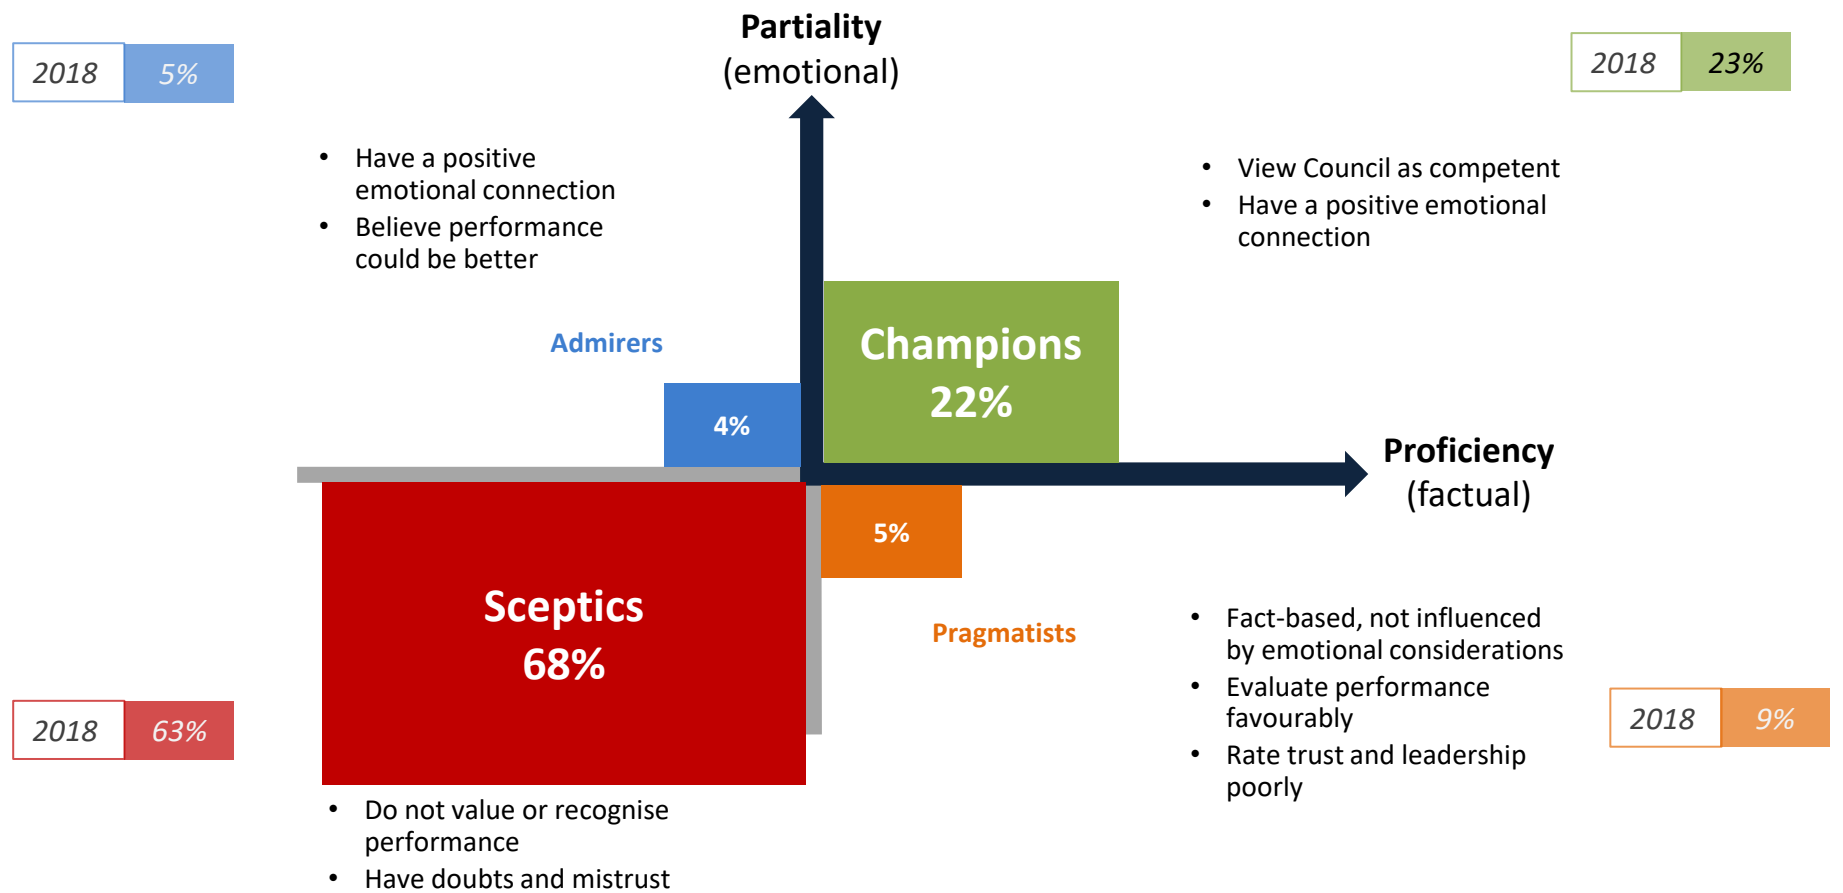 Partiality
(emotional)
2018 5%
2018 23%
• Have a positive
emotional connection
• Believe performance
could be better
• View Council as competent
• Have a positive emotional
connection
Admirers
4%
Champions
22%
Proficiency
(factual)
Sceptics
68%
5%
Pragmatists
• Fact-based, not influenced
by emotional considerations
• Evaluate performance
favourably
• Rate trust and leadership
poorly
2018 63%
2018 9%
• Do not value or recognise
performance
• Have doubts and mistrust